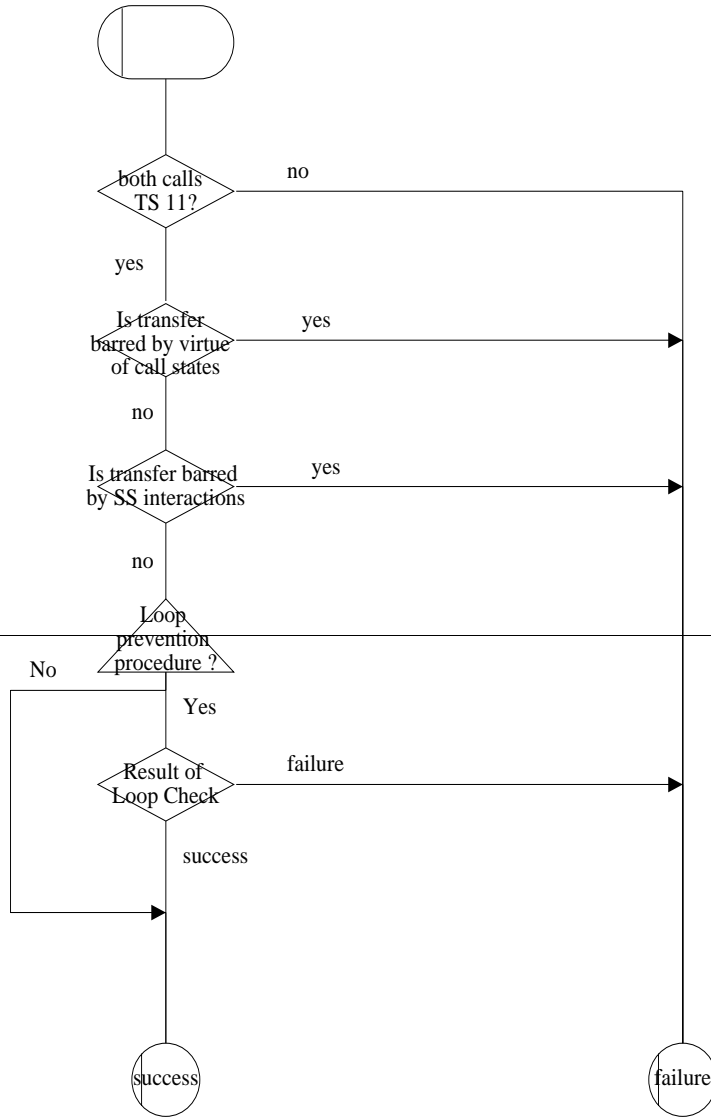 both calls
TS 11?
no
yes
Is transfer
barred by virtue
of call states
yes
no
Is transfer barred
by SS interactions
yes
no
Loop
prevention
procedure ?
No
Yes
Result of
Loop Check
failure
success
success
failure